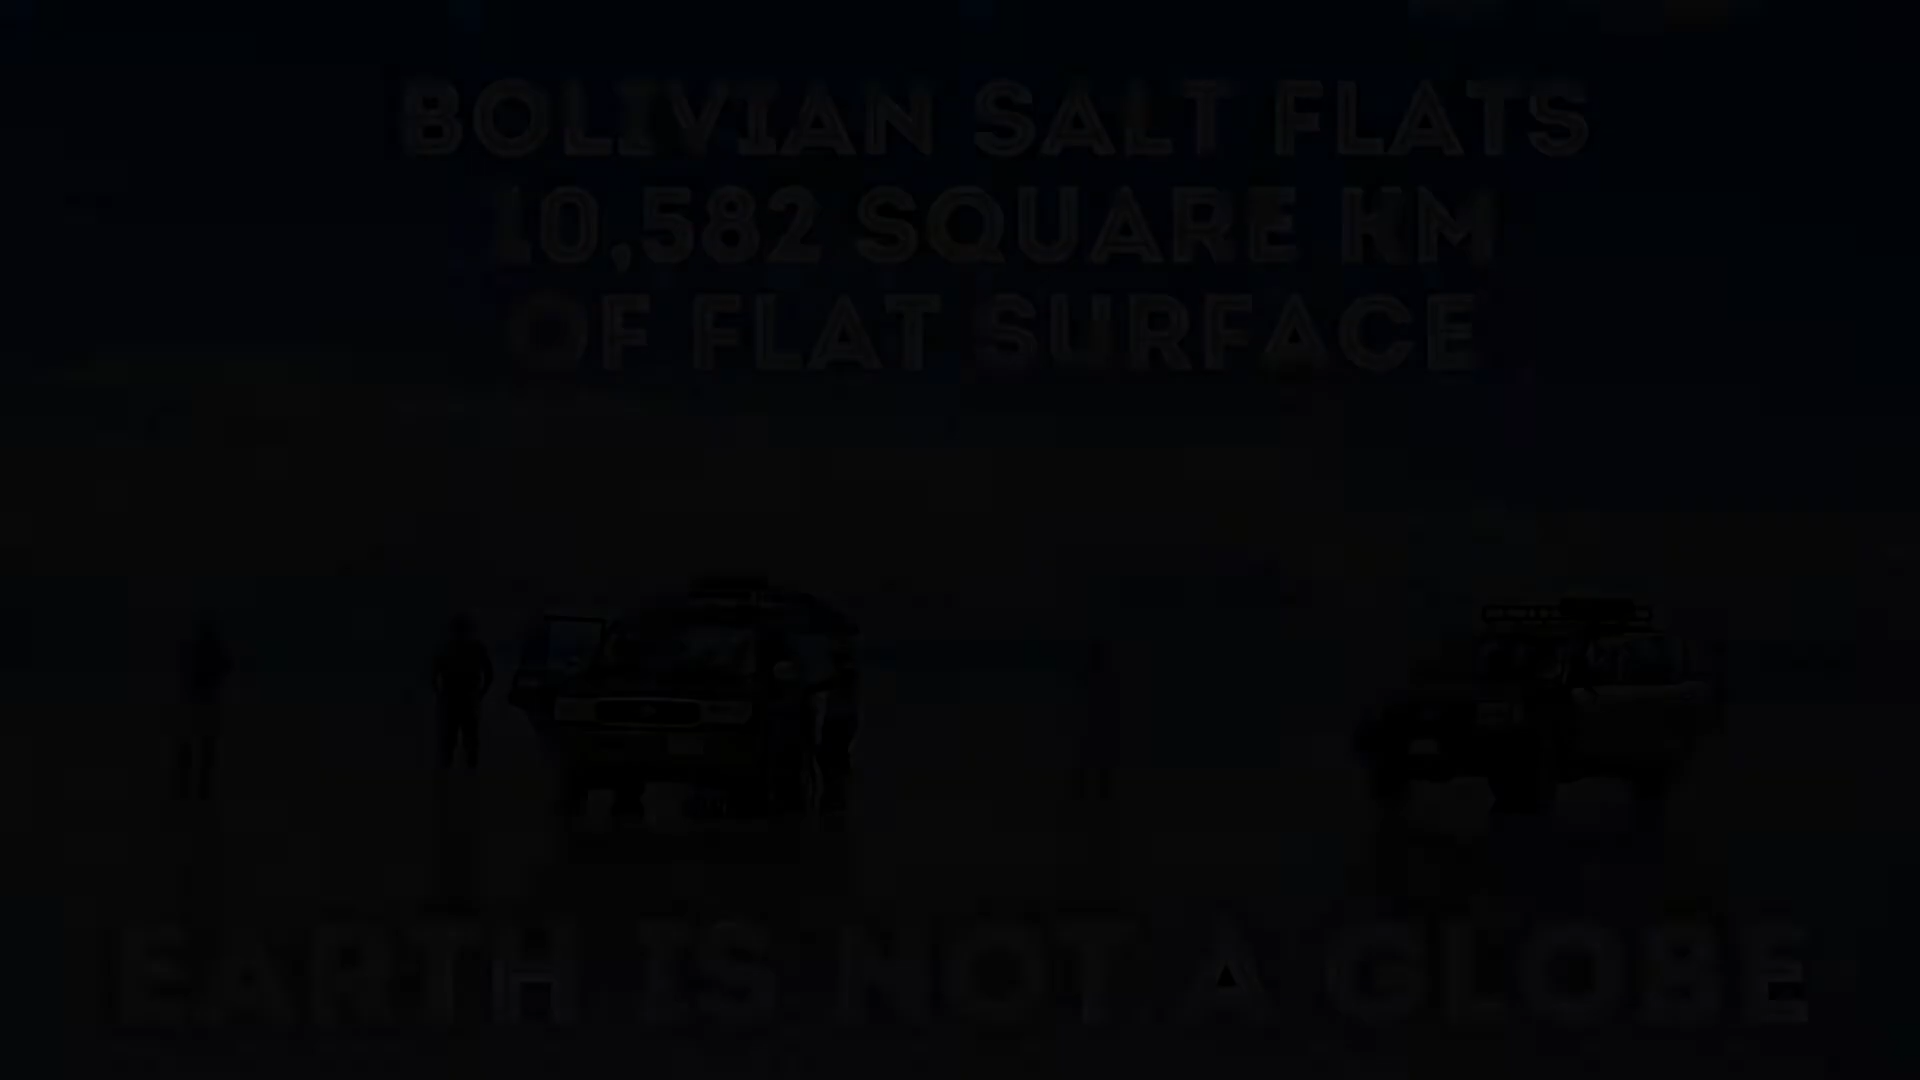 BOLIVIAN SALT FLATS
10,582 SQUARE KM
OF FLAT SURFACE
EARTH IS NOT A GLOBE